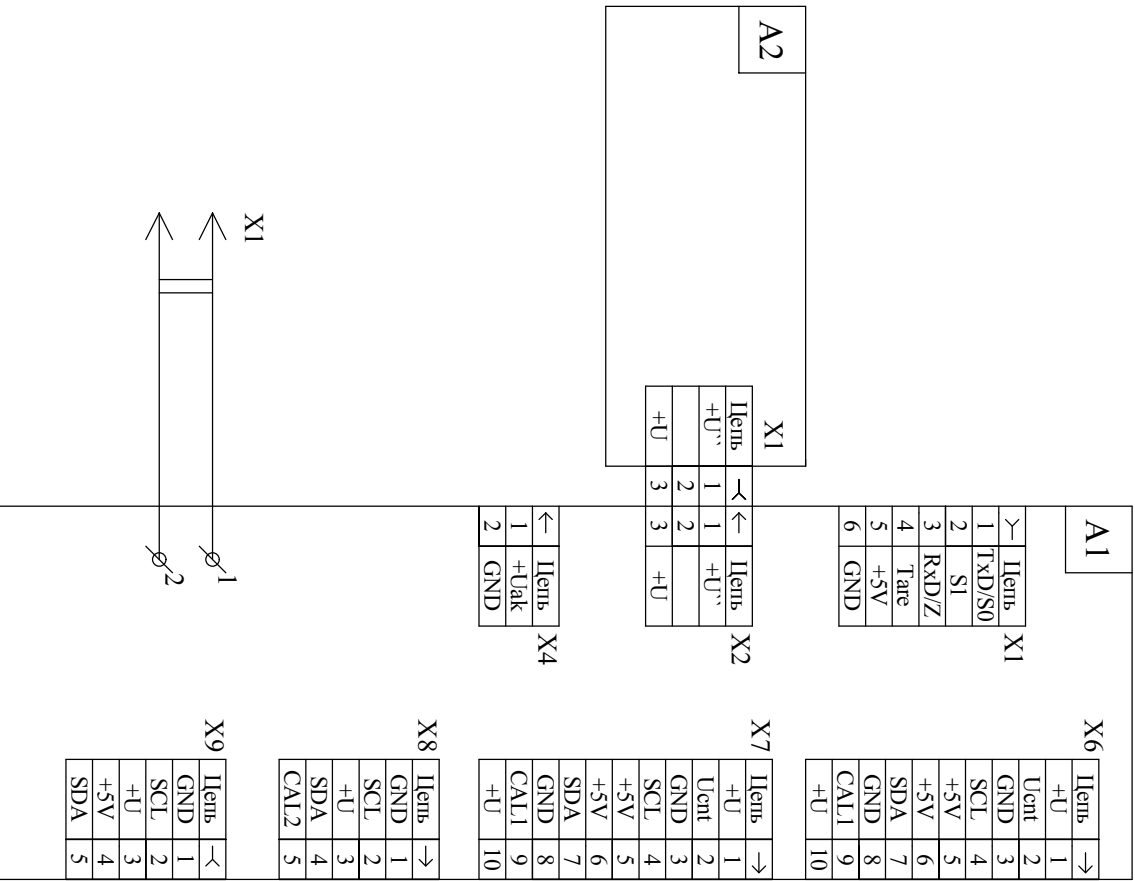 A2
X1
Цепь
+U`` 1
2
+U 3
A1
X1
Цепь
1 TxD/S0
2 S1
3 RxD/Z
4 Tare
5 +5V
6 GND
X2
Цепь
1 +U``
2
3 +U
X4
Цепь
1 +Uak
2 GND
X6
Цепь
+U 1
Ucnt 2
GND 3
SCL 4
+5V 5
+5V 6
SDA 7
GND 8
CAL1 9
+U 10
X7
Цепь
+U 1
Ucnt 2
GND 3
SCL 4
+5V 5
+5V 6
SDA 7
GND 8
CAL1 9
+U 10
X8
Цепь
GND 1
SCL 2
+U 3
SDA 4
CAL2 5
X9
Цепь
GND 1
SCL 2
+U 3
+5V 4
SDA 5
X1
1
2